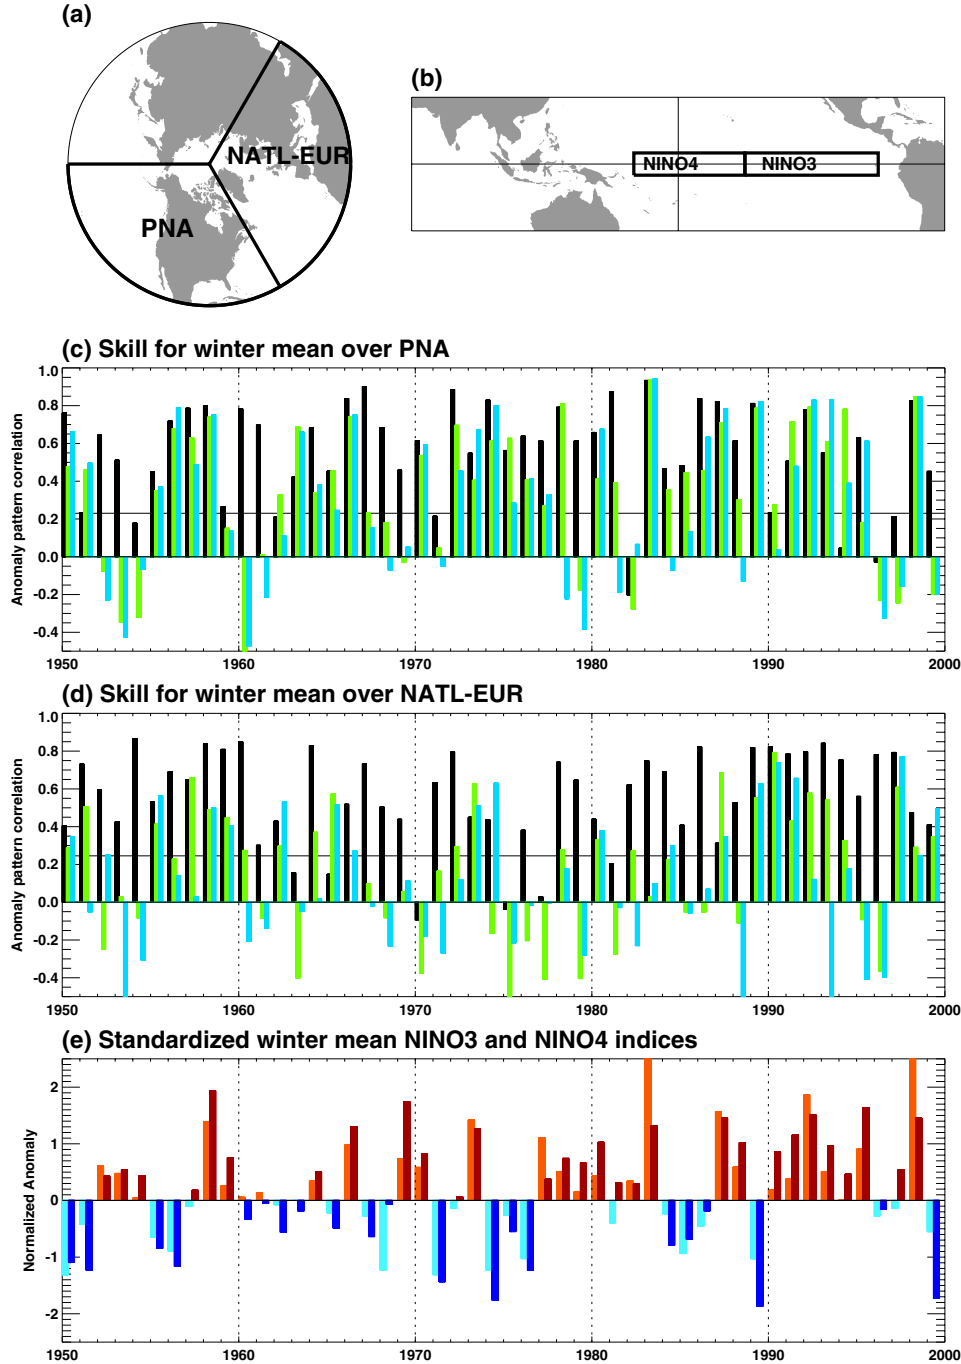 (a)
NATL-EUR
PNA
(b)
NINO4 NINO3
(c) Skill for winter mean over PNA
Anomaly pattern correlation
1.0
0.8
0.6
0.4
0.2
0.0
-0.2
-0.4
1950 1960 1970 1980 1990 2000
(d) Skill for winter mean over NATL-EUR
Anomaly pattern correlation
1.0
0.8
0.6
0.4
0.2
0.0
-0.2
-0.4
1950 1960 1970 1980 1990 2000
(e) Standardized winter mean NINO3 and NINO4 indices
Normalized Anomaly
2
1
0
-1
-2
1950 1960 1970 1980 1990 2000